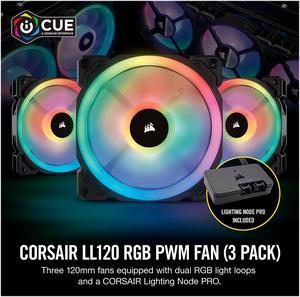 CUE
A CORSAIR INTERFACE
LIGHTING NODE PRO
INCLUDED
CORSAIR LL120 RGB PWM FAN (3 PACK)
Three 120mm fans equipped with dual RGB light loops
and a CORSAIR Lighting Node PRO.